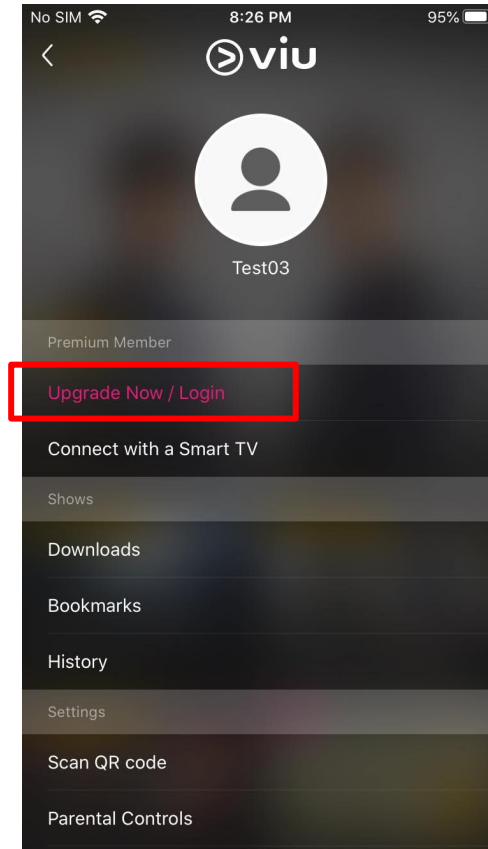 No SIM 8:26 PM 95%
viu
Test03
Premium Member
Upgrade Now / Login
Connect with a Smart TV
Shows
Downloads
Bookmarks
History
Settings
Scan QR code
Parental Controls